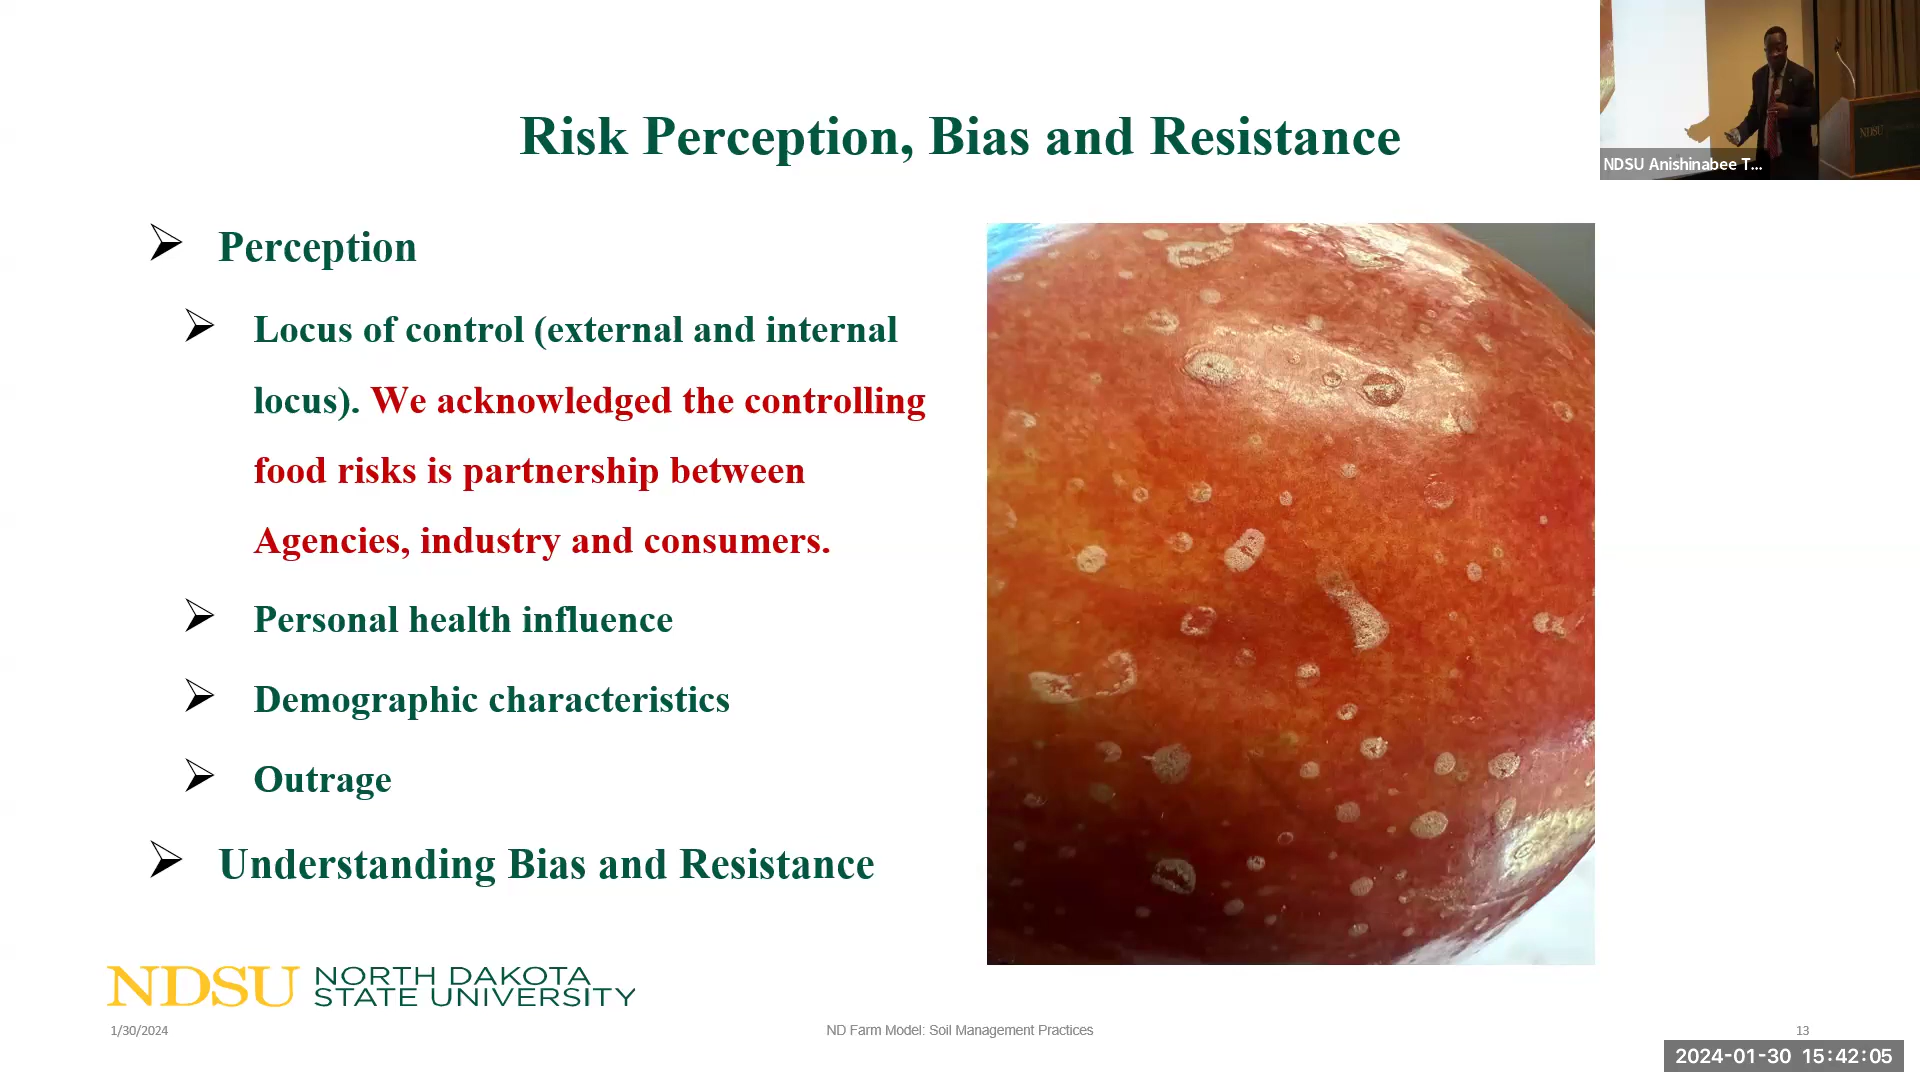 Risk Perception, Bias and Resistance
NDSU Anishinabee T...
NDSU
Perception
Locus of control (external and internal
locus). We acknowledged the controlling
food risks is partnership between
Agencies, industry and consumers.
Personal health influence
Demographic characteristics
Outrage
Understanding Bias and Resistance
NDSU NORTH DAKOTA
STATE UNIVERSITY
1/30/2024
ND Farm Model: Soil Management Practices
13
2024-01-30 15:42:05